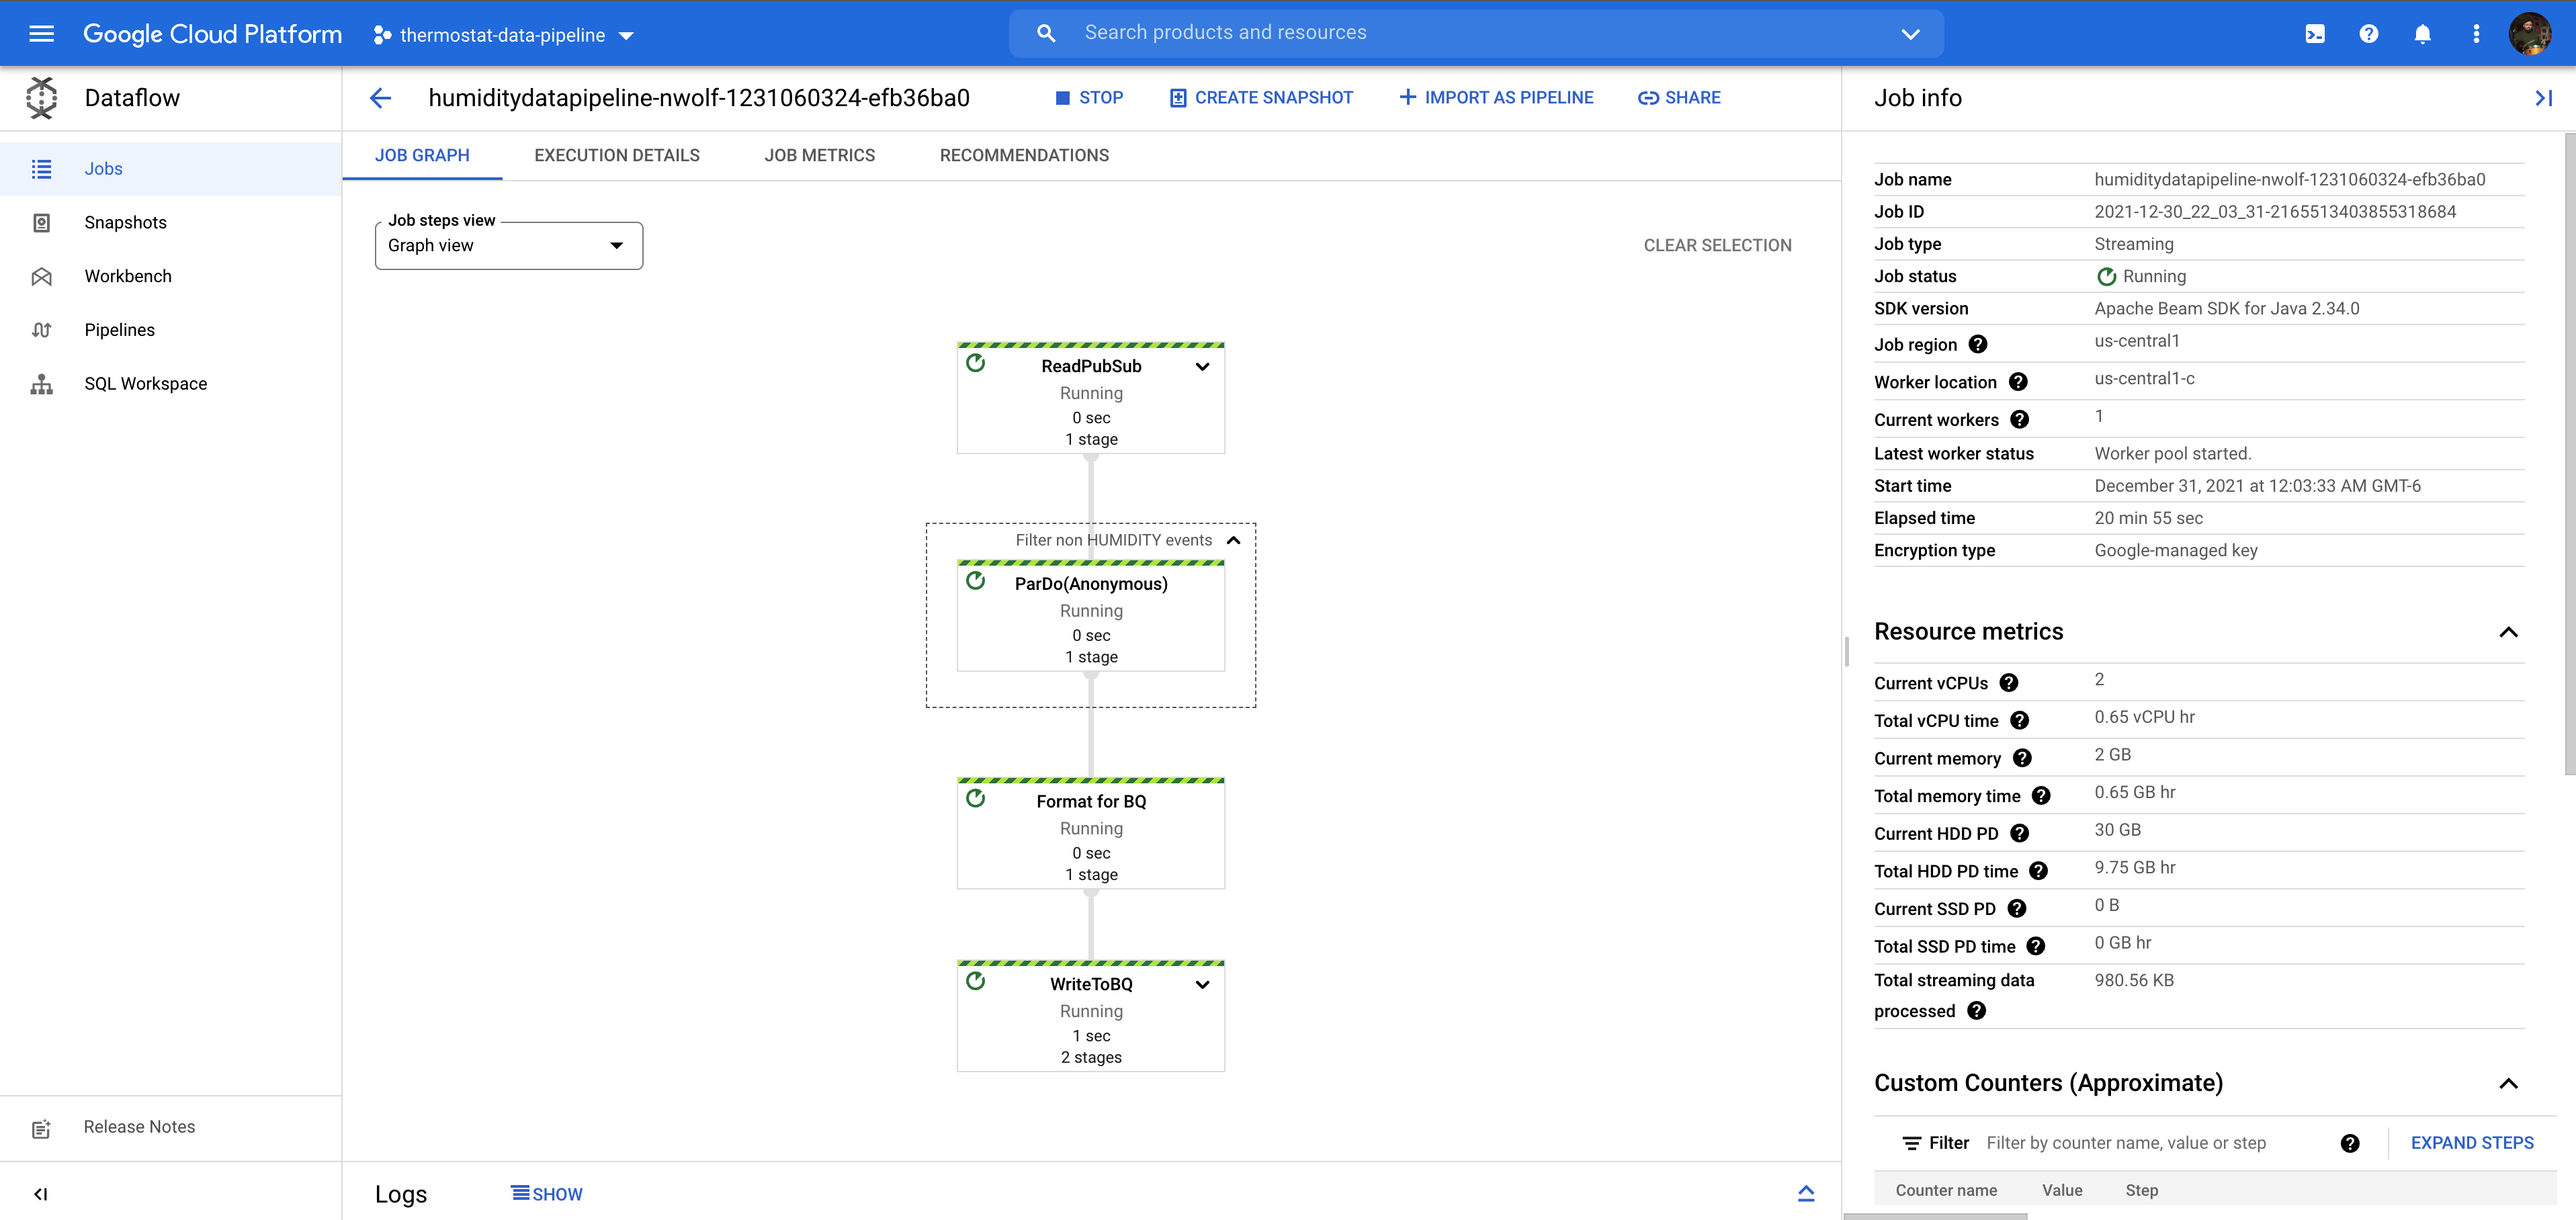 Google Cloud Platform
thermostat-data-pipeline
Search products and resources
Dataflow
humiditydatapipeline-nwolf-1231060324-efb36ba0
STOP
CREATE SNAPSHOT
IMPORT AS PIPELINE
SHARE
Job info
Jobs
Snapshots
Workbench
Pipelines
SQL Workspace
Release Notes
JOB GRAPH
EXECUTION DETAILS
JOB METRICS
RECOMMENDATIONS
Job steps view
Graph view
CLEAR SELECTION
ReadPubSub
Running
0 sec
1 stage
Filter non HUMIDITY events
ParDo(Anonymous)
Running
0 sec
1 stage
Format for BQ
Running
0 sec
1 stage
WriteToBQ
Running
1 sec
2 stages
Logs
SHOW
Job name humiditydatapipeline-nwolf-1231060324-efb36ba0
Job ID 2021-12-30_22_03_31-2165513403855318684
Job type Streaming
Job status Running
SDK version Apache Beam SDK for Java 2.34.0
Job region us-central1
Worker location us-central1-c
Current workers 1
Latest worker status Worker pool started.
Start time December 31, 2021 at 12:03:33 AM GMT-6
Elapsed time 20 min 55 sec
Encryption type Google-managed key
Resource metrics
Current vCPUs 2
Total vCPU time 0.65 vCPU hr
Current memory 2 GB
Total memory time 0.65 GB hr
Current HDD PD 30 GB
Total HDD PD time 9.75 GB hr
Current SSD PD 0 B
Total SSD PD time 0 GB hr
Total streaming data 980.56 KB
processed
Custom Counters (Approximate)
Filter Filter by counter name, value or step
EXPAND STEPS
Counter name Value Step